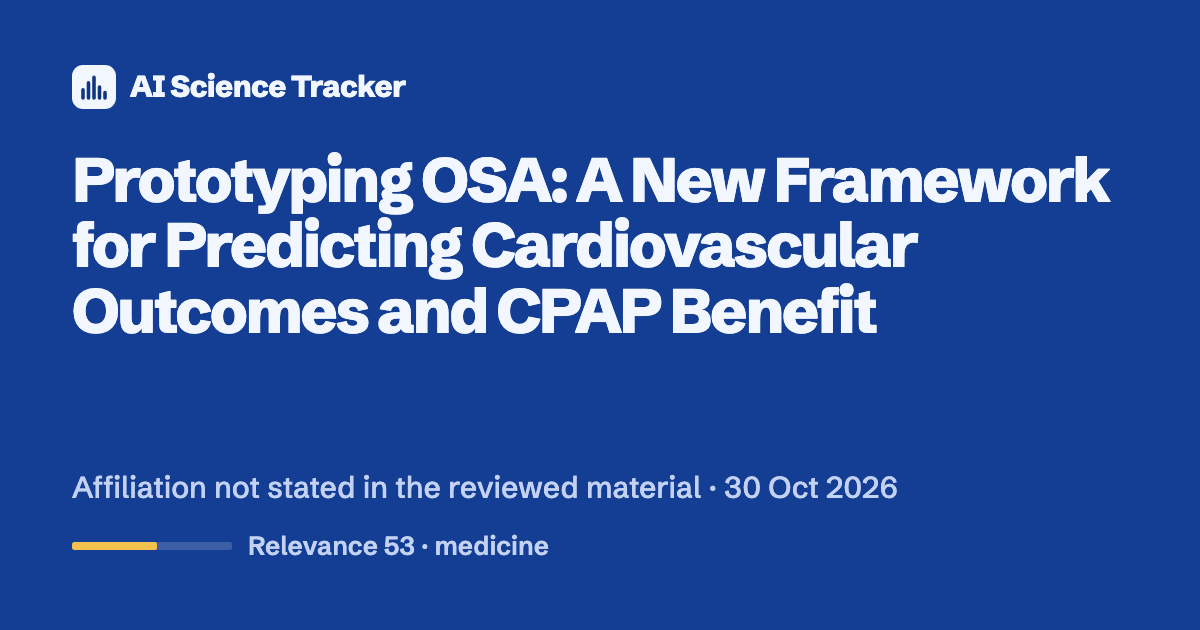 AI Science Tracker
Prototyping OSA: A New Framework
for Predicting Cardiovascular
Outcomes and CPAP Benefit
Affiliation not stated in the reviewed material · 30 Oct 2026
Relevance 53 · medicine